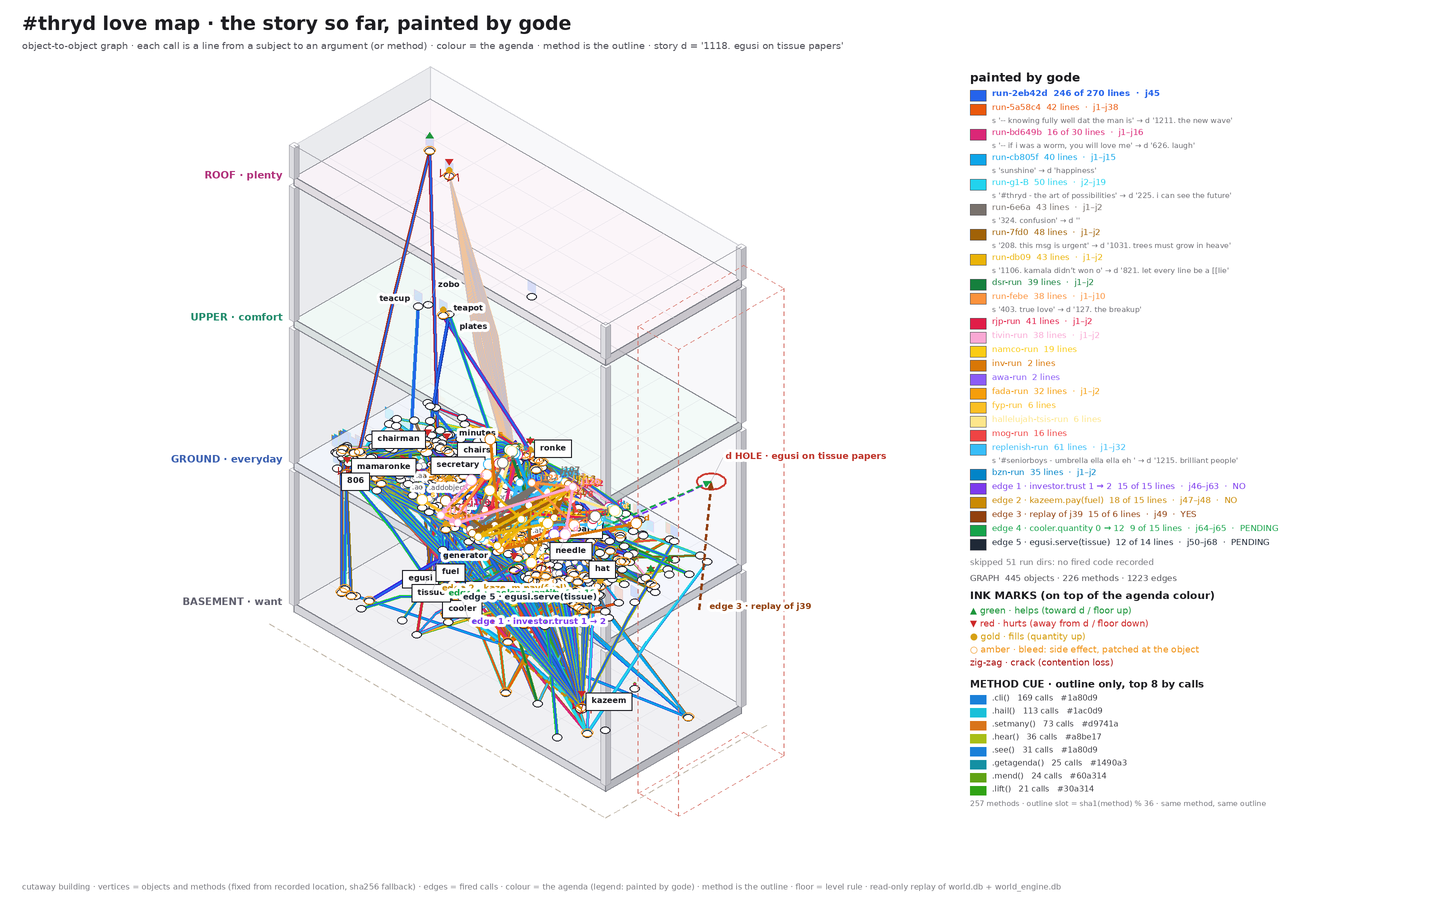 #thryd love map · the story so far, painted by gode
object-to-object graph · each call is a line from a subject to an argument (or method) · colour = the agenda · method is the outline · story d = '1118. egusi on tissue papers'
ROOF · plenty
UPPER · comfort
GROUND · everyday
BASEMENT · want
zobo
teacup
teapot
plates
minutes
chairman
chairs
ronke
mamaronke
secretary
806
needle
generator
hat
fuel
egusi
cooler
edge 5 · egusi.serve(tissue)
edge 1 · investor.trust 1 → 2
kazeem
d HOLE · egusi on tissue papers
edge 3 · replay of j39
painted by gode
run-2eb42d 246 of 270 lines · j45
run-5a58c4 42 lines · j1–j38
s '-- knowing fully well dat the man is' → d '1211. the new wave'
run-bd649b 16 of 30 lines · j1–j16
s '-- If i was a worm, you will love me' → d '626. laugh'
run-cb805f 40 lines · j1–j15
s 'sunshine' → d 'happiness'
run-g1-B 50 lines · j2–j19
s '#thryd - the art of possibilities' → d '225. i can see the future'
run-6e6a 43 lines · j1–j2
s '324. confusion' → d ''
run-7fd0 48 lines · j1–j2
s '208. this msg is urgent' → d '1031. trees must grow in heave'
run-db09 43 lines · j1–j2
s '1106. kamala didn't won o' → d '821. let every line be a [[lie'
dsr-run 39 lines · j1–j2
run-febe 38 lines · j1–j10
s '403. true love' → d '127. the breakup'
rjp-run 41 lines · j1–j2
tivin-run 38 lines · j1–j2
namco-run 19 lines
inv-run 2 lines
awa-run 2 lines
fada-run 32 lines · j1–j2
fyp-run 6 lines
hallelujah-bus-run 6 lines
mog-run 16 lines
replenish-run 61 lines · j1–j32
s '#seniorboys - umbrella ella ella eh ' → d '1215. brilliant people'
bzn-run 35 lines · j1–j2
edge 1 · investor.trust 1 → 2 15 of 15 lines · j46–j63 · NO
edge 2 · kazeem.pay(fuel) 18 of 15 lines · j47–j48 · NO
edge 3 · replay of j39 15 of 6 lines · j49 · YES
edge 4 · cooler.quantity 0 → 12 9 of 15 lines · j64–j65 · PENDING
edge 5 · egusi.serve(tissue) 12 of 14 lines · j50–j68 · PENDING
skipped 51 run dirs: no fired code recorded
GRAPH 445 objects · 226 methods · 1223 edges
INK MARKS (on top of the agenda colour)
▲ green · helps (toward d / floor up)
▼ red · hurts (away from d / floor down)
● gold · fills (quantity up)
○ amber · bleed: side effect, patched at the object
zig-zag · crack (contention loss)
METHOD CUE · outline only, top 8 by calls
.cll() 169 calls #1a80d9
.hail() 113 calls #1ac0d9
.setmany() 73 calls #d9741a
.hear() 36 calls #a8be17
.see() 31 calls #1a80d9
.getagenda() 25 calls #1490a3
.mend() 24 calls #60a314
.lift() 21 calls #30a314
257 methods · outline slot = sha1(method) % 36 · same method, same outline
cutaway building · vertices = objects and methods (fixed from recorded location, sha256 fallback) · edges = fired calls · colour = the agenda (legend: painted by gode) · method is the outline · floor = level rule · read-only replay of world.db + world_engine.db